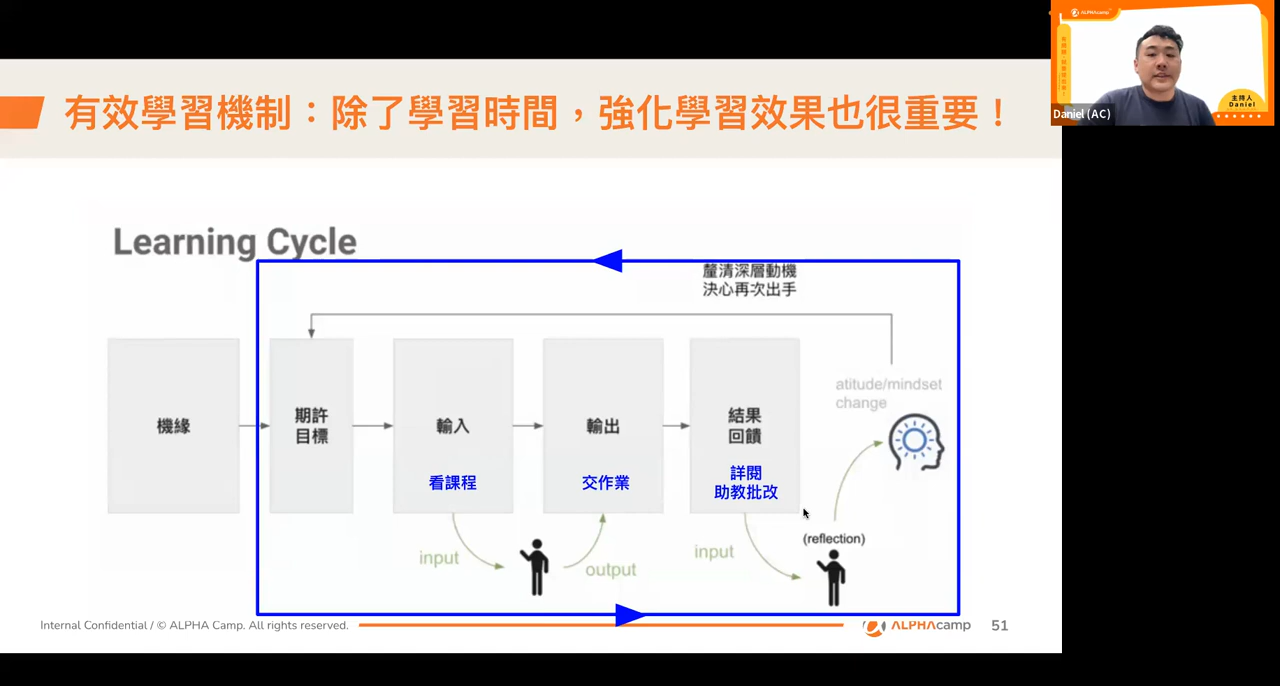 有效學習機制：除了學習時間，強化學習效果也很重要！
Learning Cycle
釐清深層動機
決心再次出手
機緣
期許
目標
輸入
看課程
輸出
交作業
結果
回饋
詳閱
助教批改
atitude/mindset
change
input
output
input
(reflection)
Internal Confidential / © ALPHA Camp. All rights reserved.
ALPHAcamp
51
ALPHAcamp
主持人
Daniel
Daniel (AC)